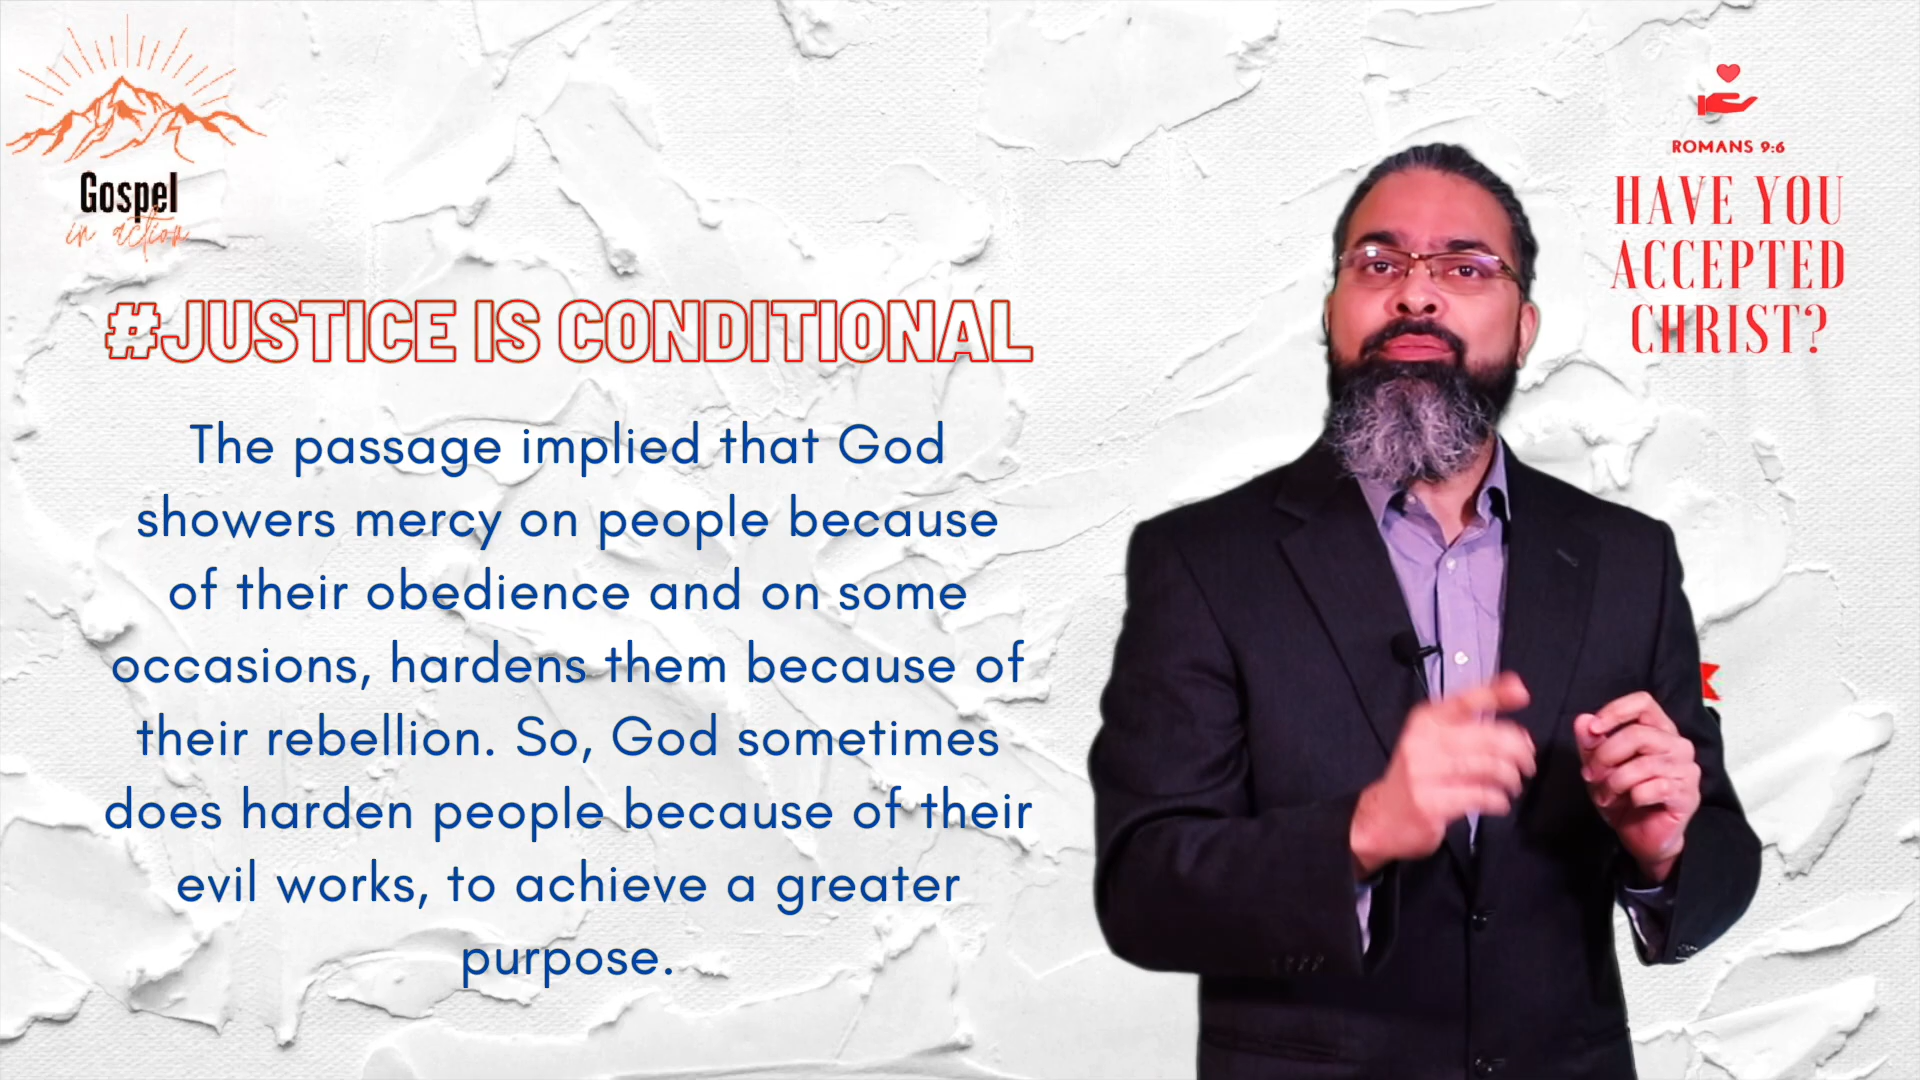 Gospel
in action
ROMANS 9:6
HAVE YOU
ACCEPTED
CHRIST?
#JUSTICE IS CONDITIONAL
The passage implied that God
showers mercy on people because
of their obedience and on some
occasions, hardens them because of
their rebellion. So, God sometimes
does harden people because of their
evil works, to achieve a greater
purpose.